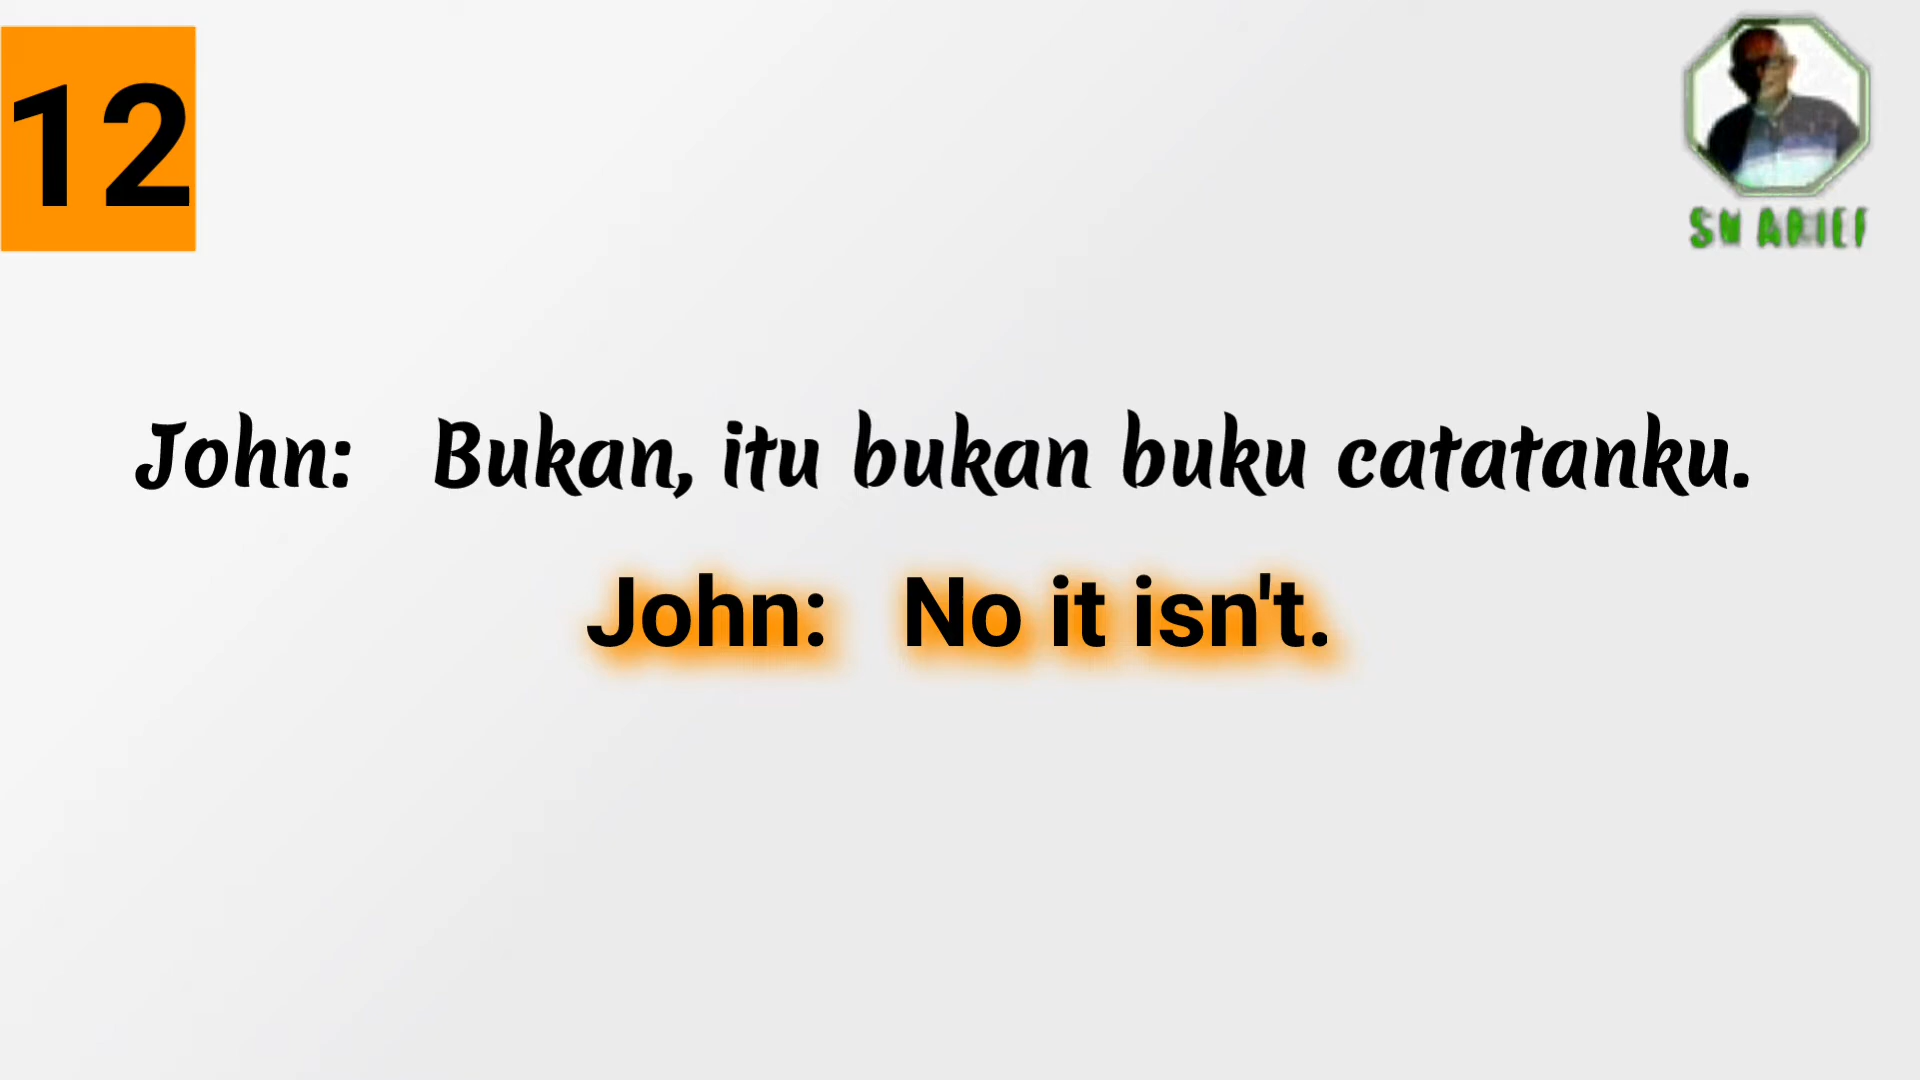 12
SN ARIEF
John: Bukan, itu bukan buku catatanku.
John: No it isn't.